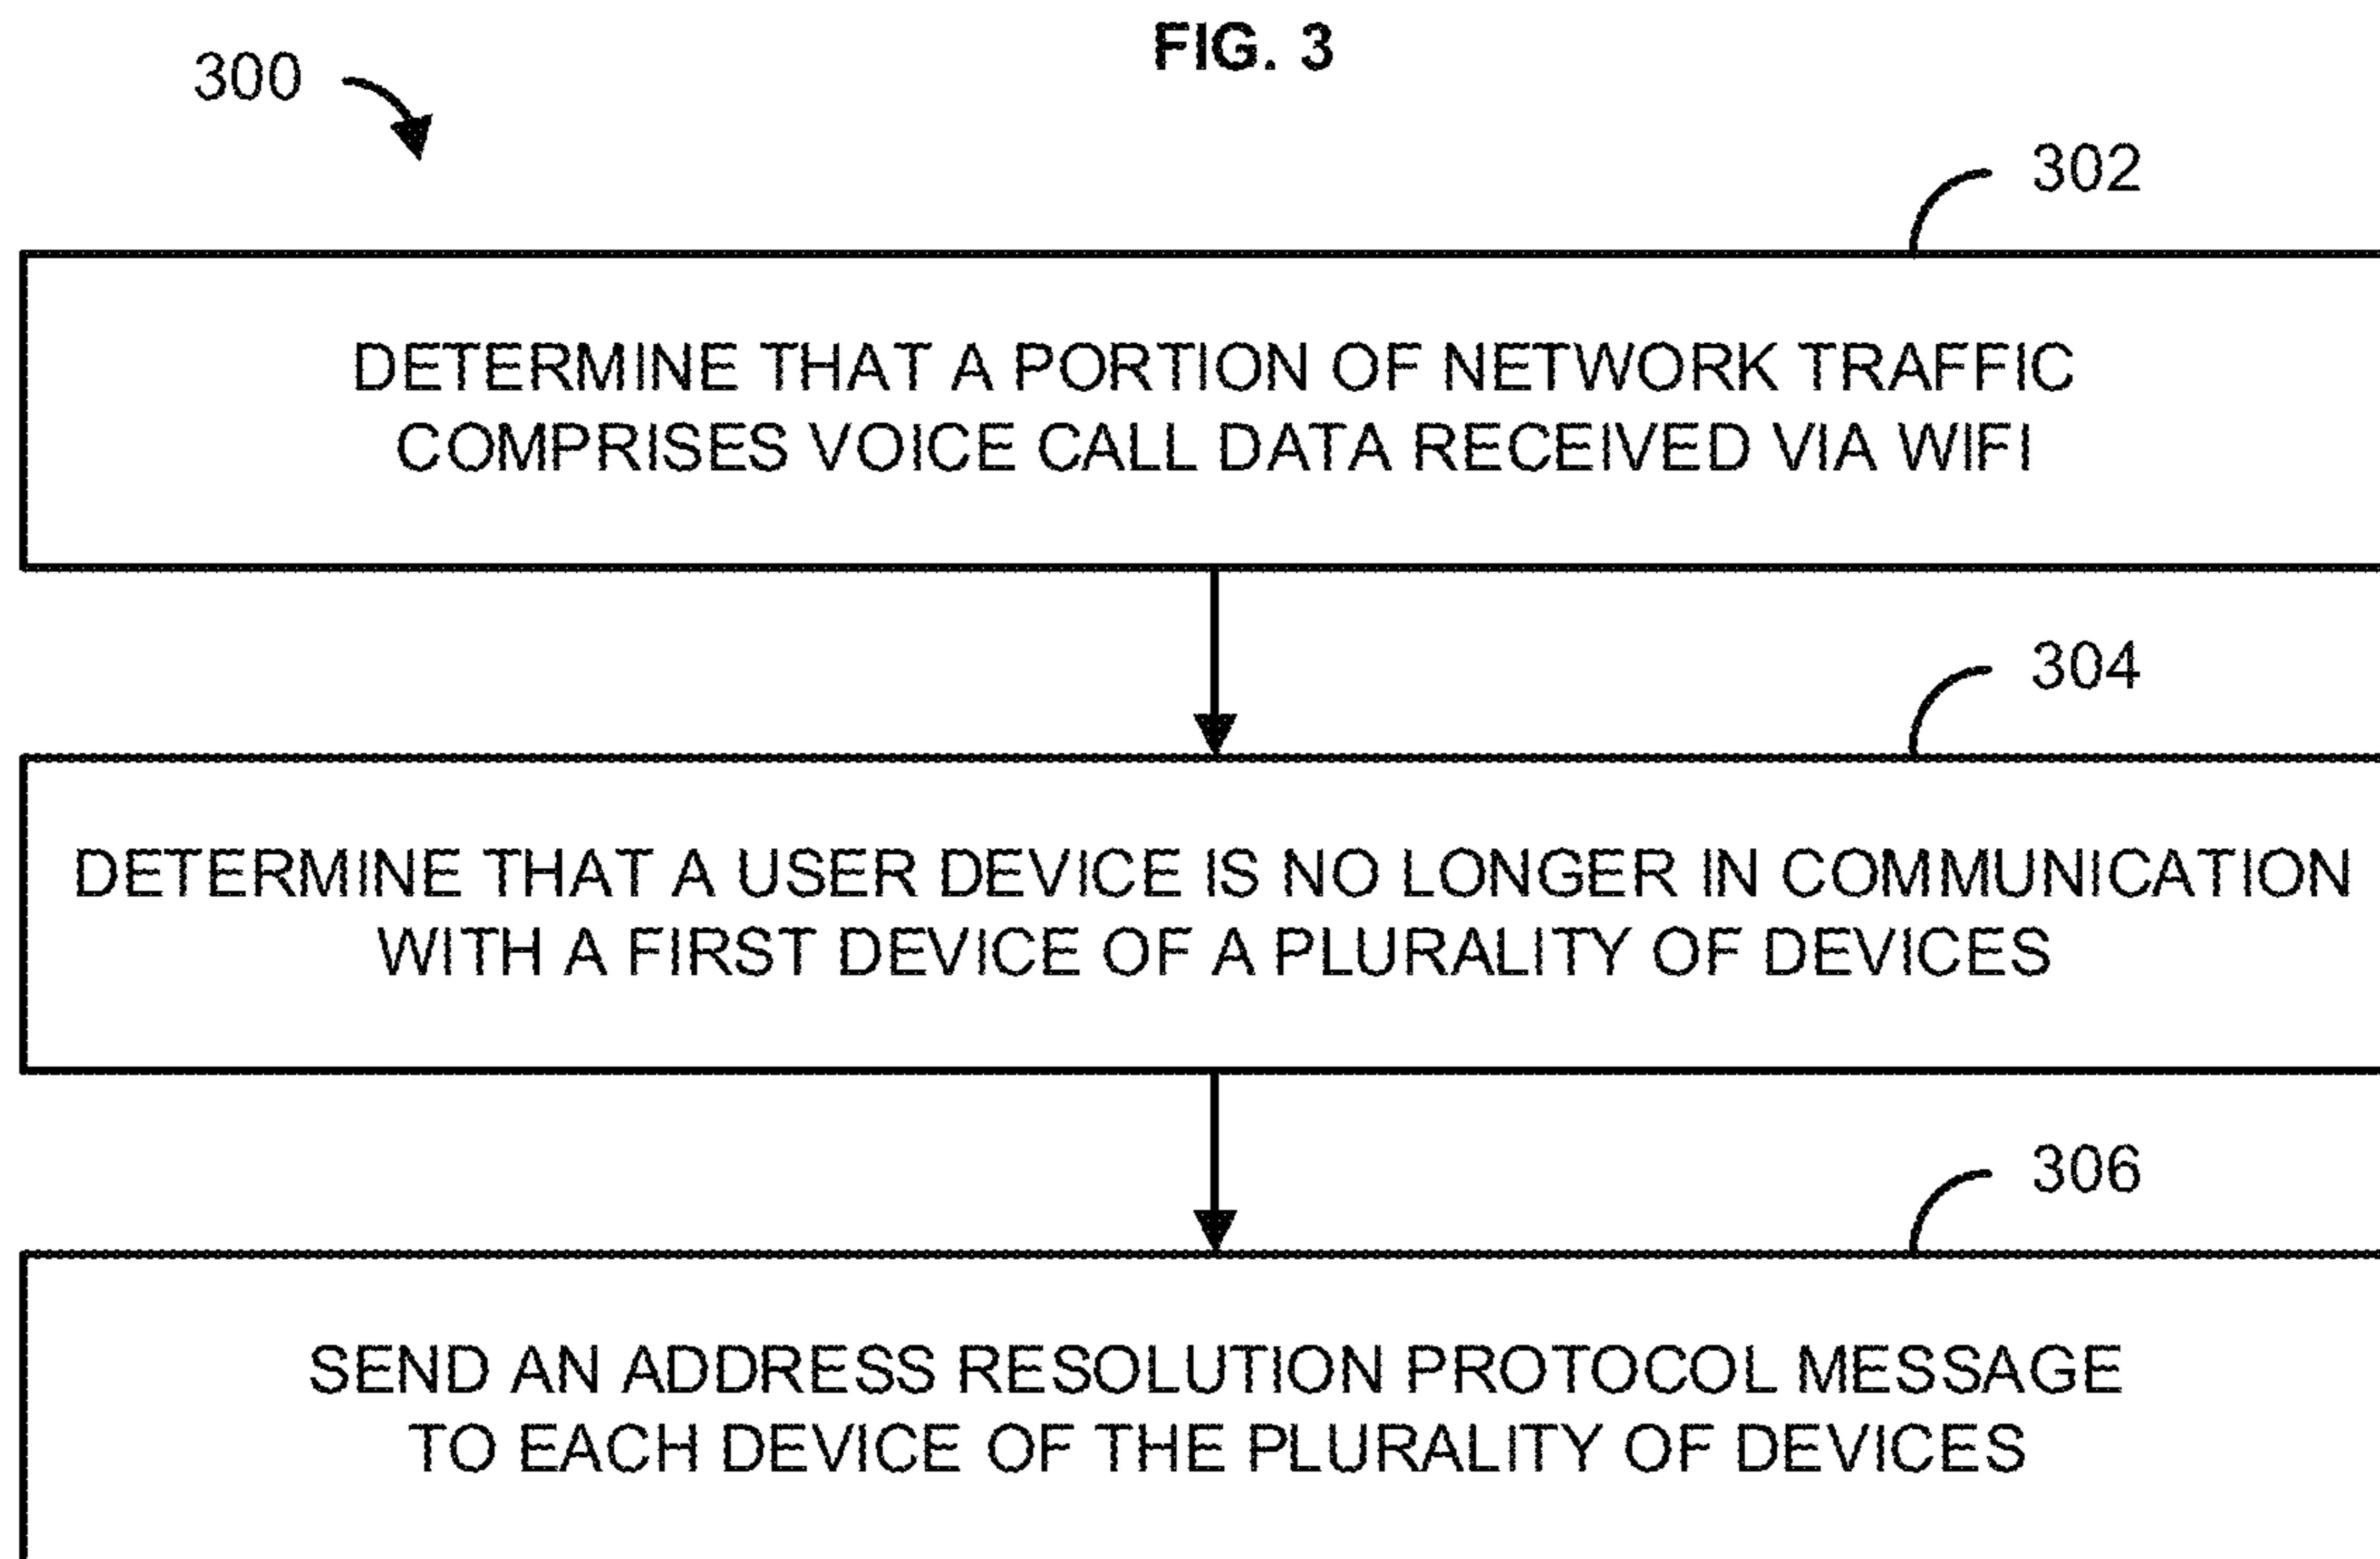 FIG. 3
300
302
DETERMINE THAT A PORTION OF NETWORK TRAFFIC
COMPRISES VOICE CALL DATA RECEIVED VIA WIFI
304
DETERMINE THAT A USER DEVICE IS NO LONGER IN COMMUNICATION
WITH A FIRST DEVICE OF A PLURALITY OF DEVICES
306
SEND AN ADDRESS RESOLUTION PROTOCOL MESSAGE
TO EACH DEVICE OF THE PLURALITY OF DEVICES